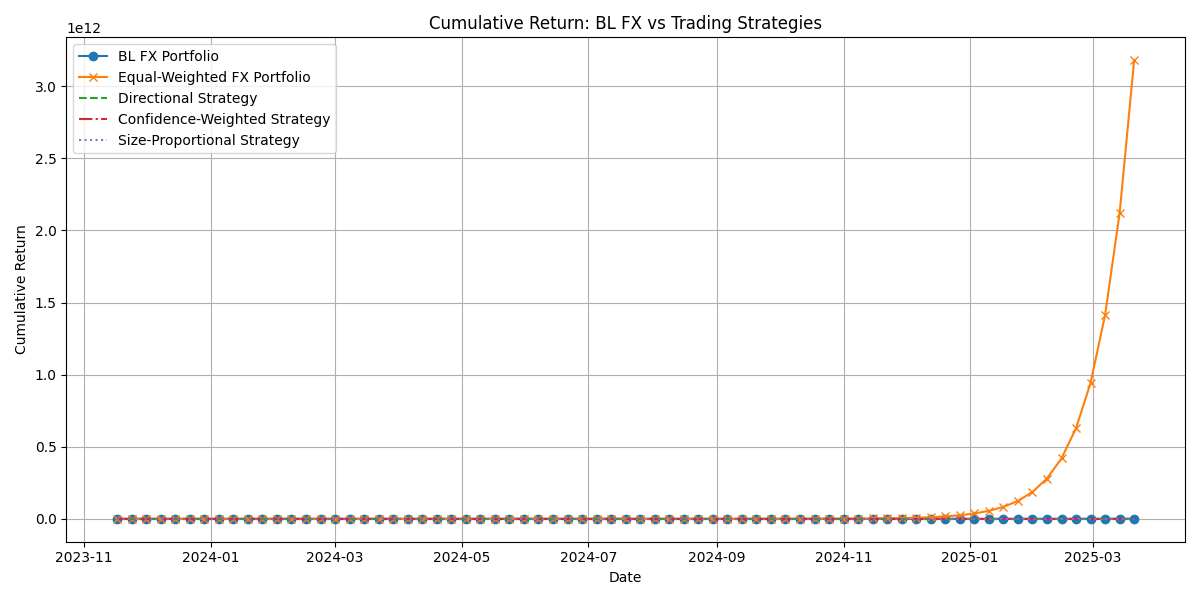 Cumulative Return: BL FX vs Trading Strategies
1e12
BL FX Portfolio
Equal-Weighted FX Portfolio
Directional Strategy
Confidence-Weighted Strategy
Size-Proportional Strategy
3.0
2.5
2.0
1.5
1.0
0.5
0.0
Cumulative Return
2023-11 2024-01 2024-03 2024-05 2024-07 2024-09 2024-11 2025-01 2025-03
Date